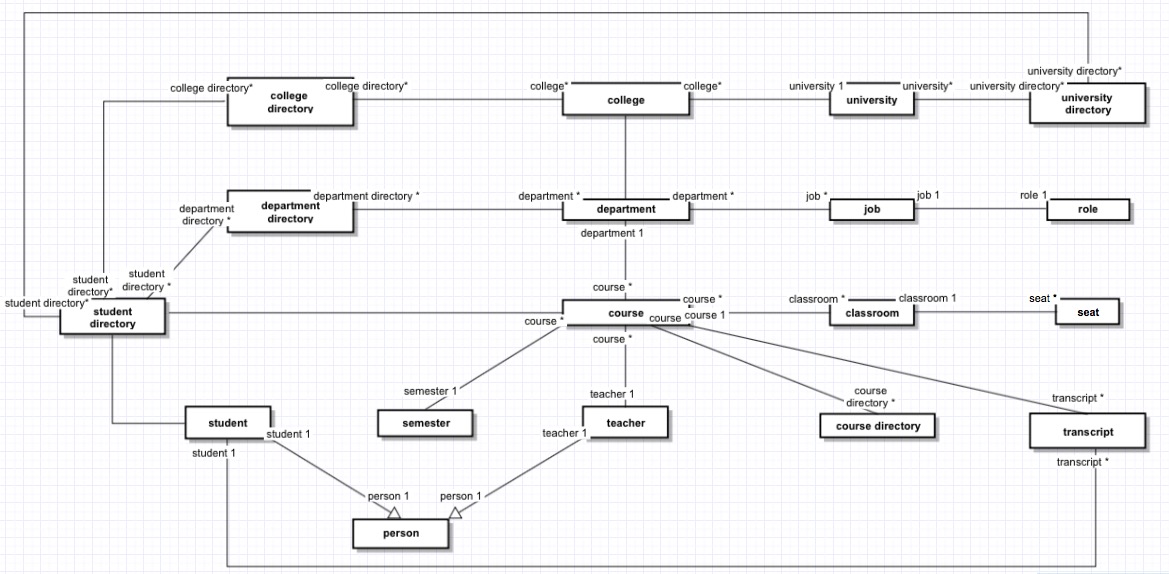 university directory*
college directory*
college directory*
college*
college*
university 1
university*
university directory*
college
directory
college
university
university
directory
department directory *
department *
department *
job *
job 1
role 1
department
directory *
department
directory
department
job
role
department 1
student
directory*
student
directory *
course *
student directory*
course *
classroom *
classroom 1
seat *
student
directory
course
course
course 1
classroom
seat
course *
course *
semester 1
teacher 1
course
directory *
transcript *
student
semester
teacher
course directory
transcript
student 1
teacher 1
student 1
transcript *
person 1
person 1
person